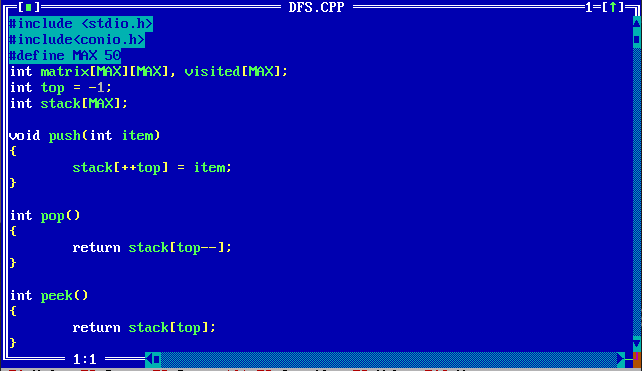 [■] DFS.CPP 1=[↑]
#include <stdio.h>
#include<conio.h>
#define MAX 50
int matrix[MAX][MAX], visited[MAX];
int top = -1;
int stack[MAX];
void push(int item)
{
stack[++top] = item;
}
int pop()
{
return stack[top--];
}
int peek()
{
return stack[top];
}
1:1